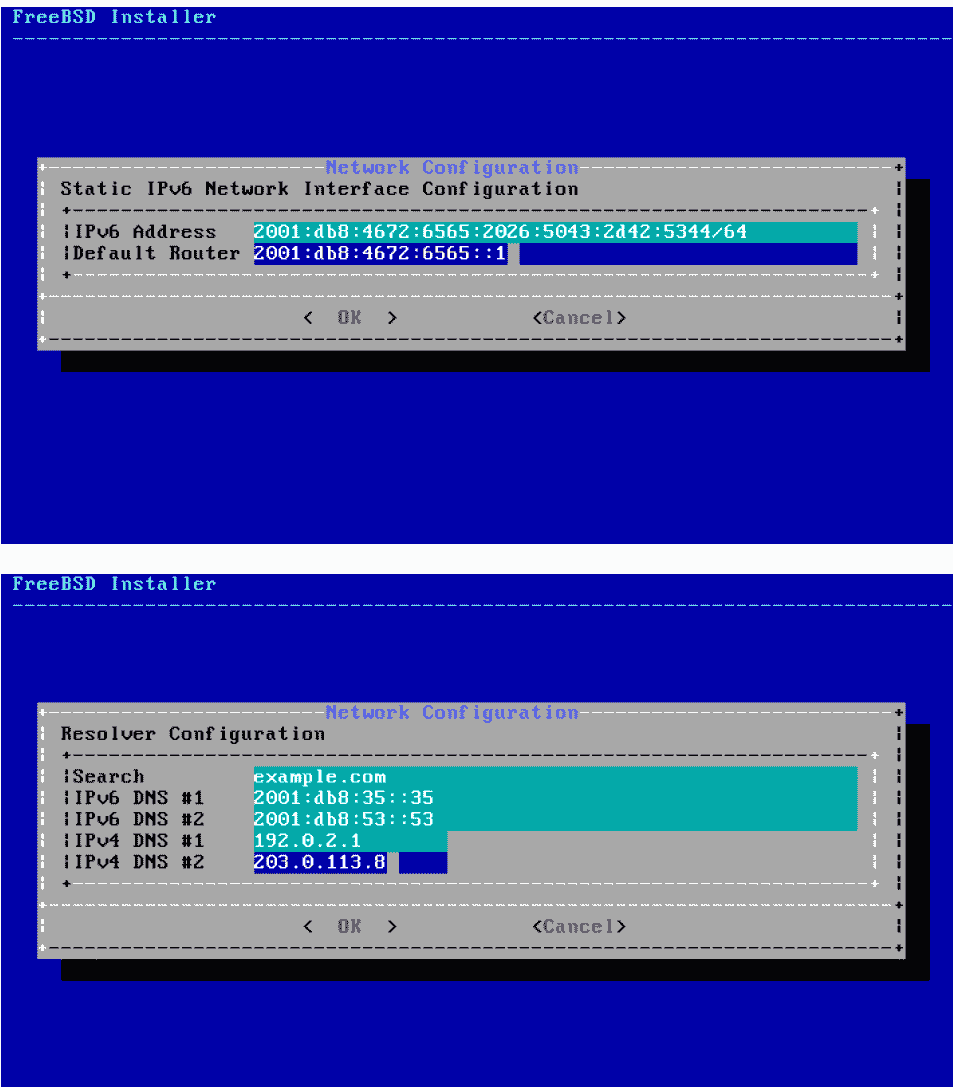 FreeBSD Installer
Network Configuration
Static IPv6 Network Interface Configuration
IPv6 Address 2001:db8:4672:6565:2026:5043:2d42:5344/64
Default Router 2001:db8:4672:6565::1
< OK > <Cancel>
FreeBSD Installer
Network Configuration
Resolver Configuration
Search example.com
IPv6 DNS #1 2001:db8:35::35
IPv6 DNS #2 2001:db8:53::53
IPv4 DNS #1 192.0.2.1
IPv4 DNS #2 203.0.113.8
< OK > <Cancel>